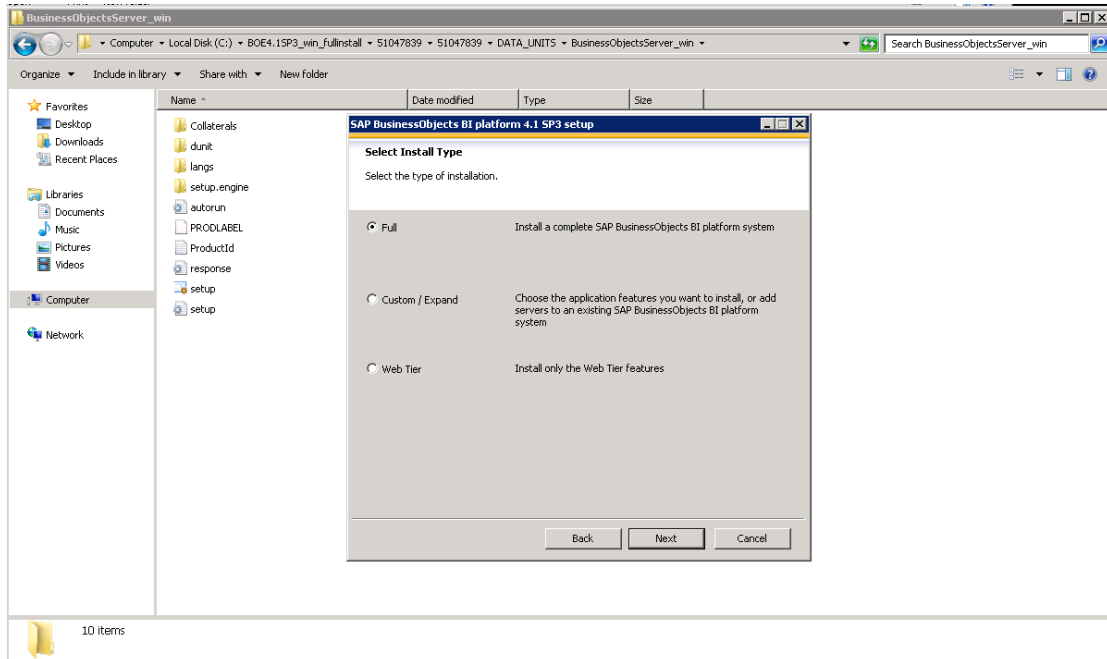 BusinessObjectsServer_win
Computer Local Disk (C:) BOE4.1SP3_win_fullinstall 51047839 51047839 DATA_UNITS BusinessObjectsServer_win
Search BusinessObjectsServer_win
Organize Include in library Share with New folder
Favorites
Desktop
Downloads
Recent Places
Libraries
Documents
Music
Pictures
Videos
Computer
Network
Name Date modified Type Size
Collaterals
dunit
langs
setup.engine
autorun
PRODLABEL
ProductId
response
setup
setup
SAP BusinessObjects BI platform 4.1 SP3 setup
Select Install Type
Select the type of installation.
Full Install a complete SAP BusinessObjects BI platform system
Custom / Expand Choose the application features you want to install, or add
servers to an existing SAP BusinessObjects BI platform
system
Web Tier Install only the Web Tier features
Back Next Cancel
10 items